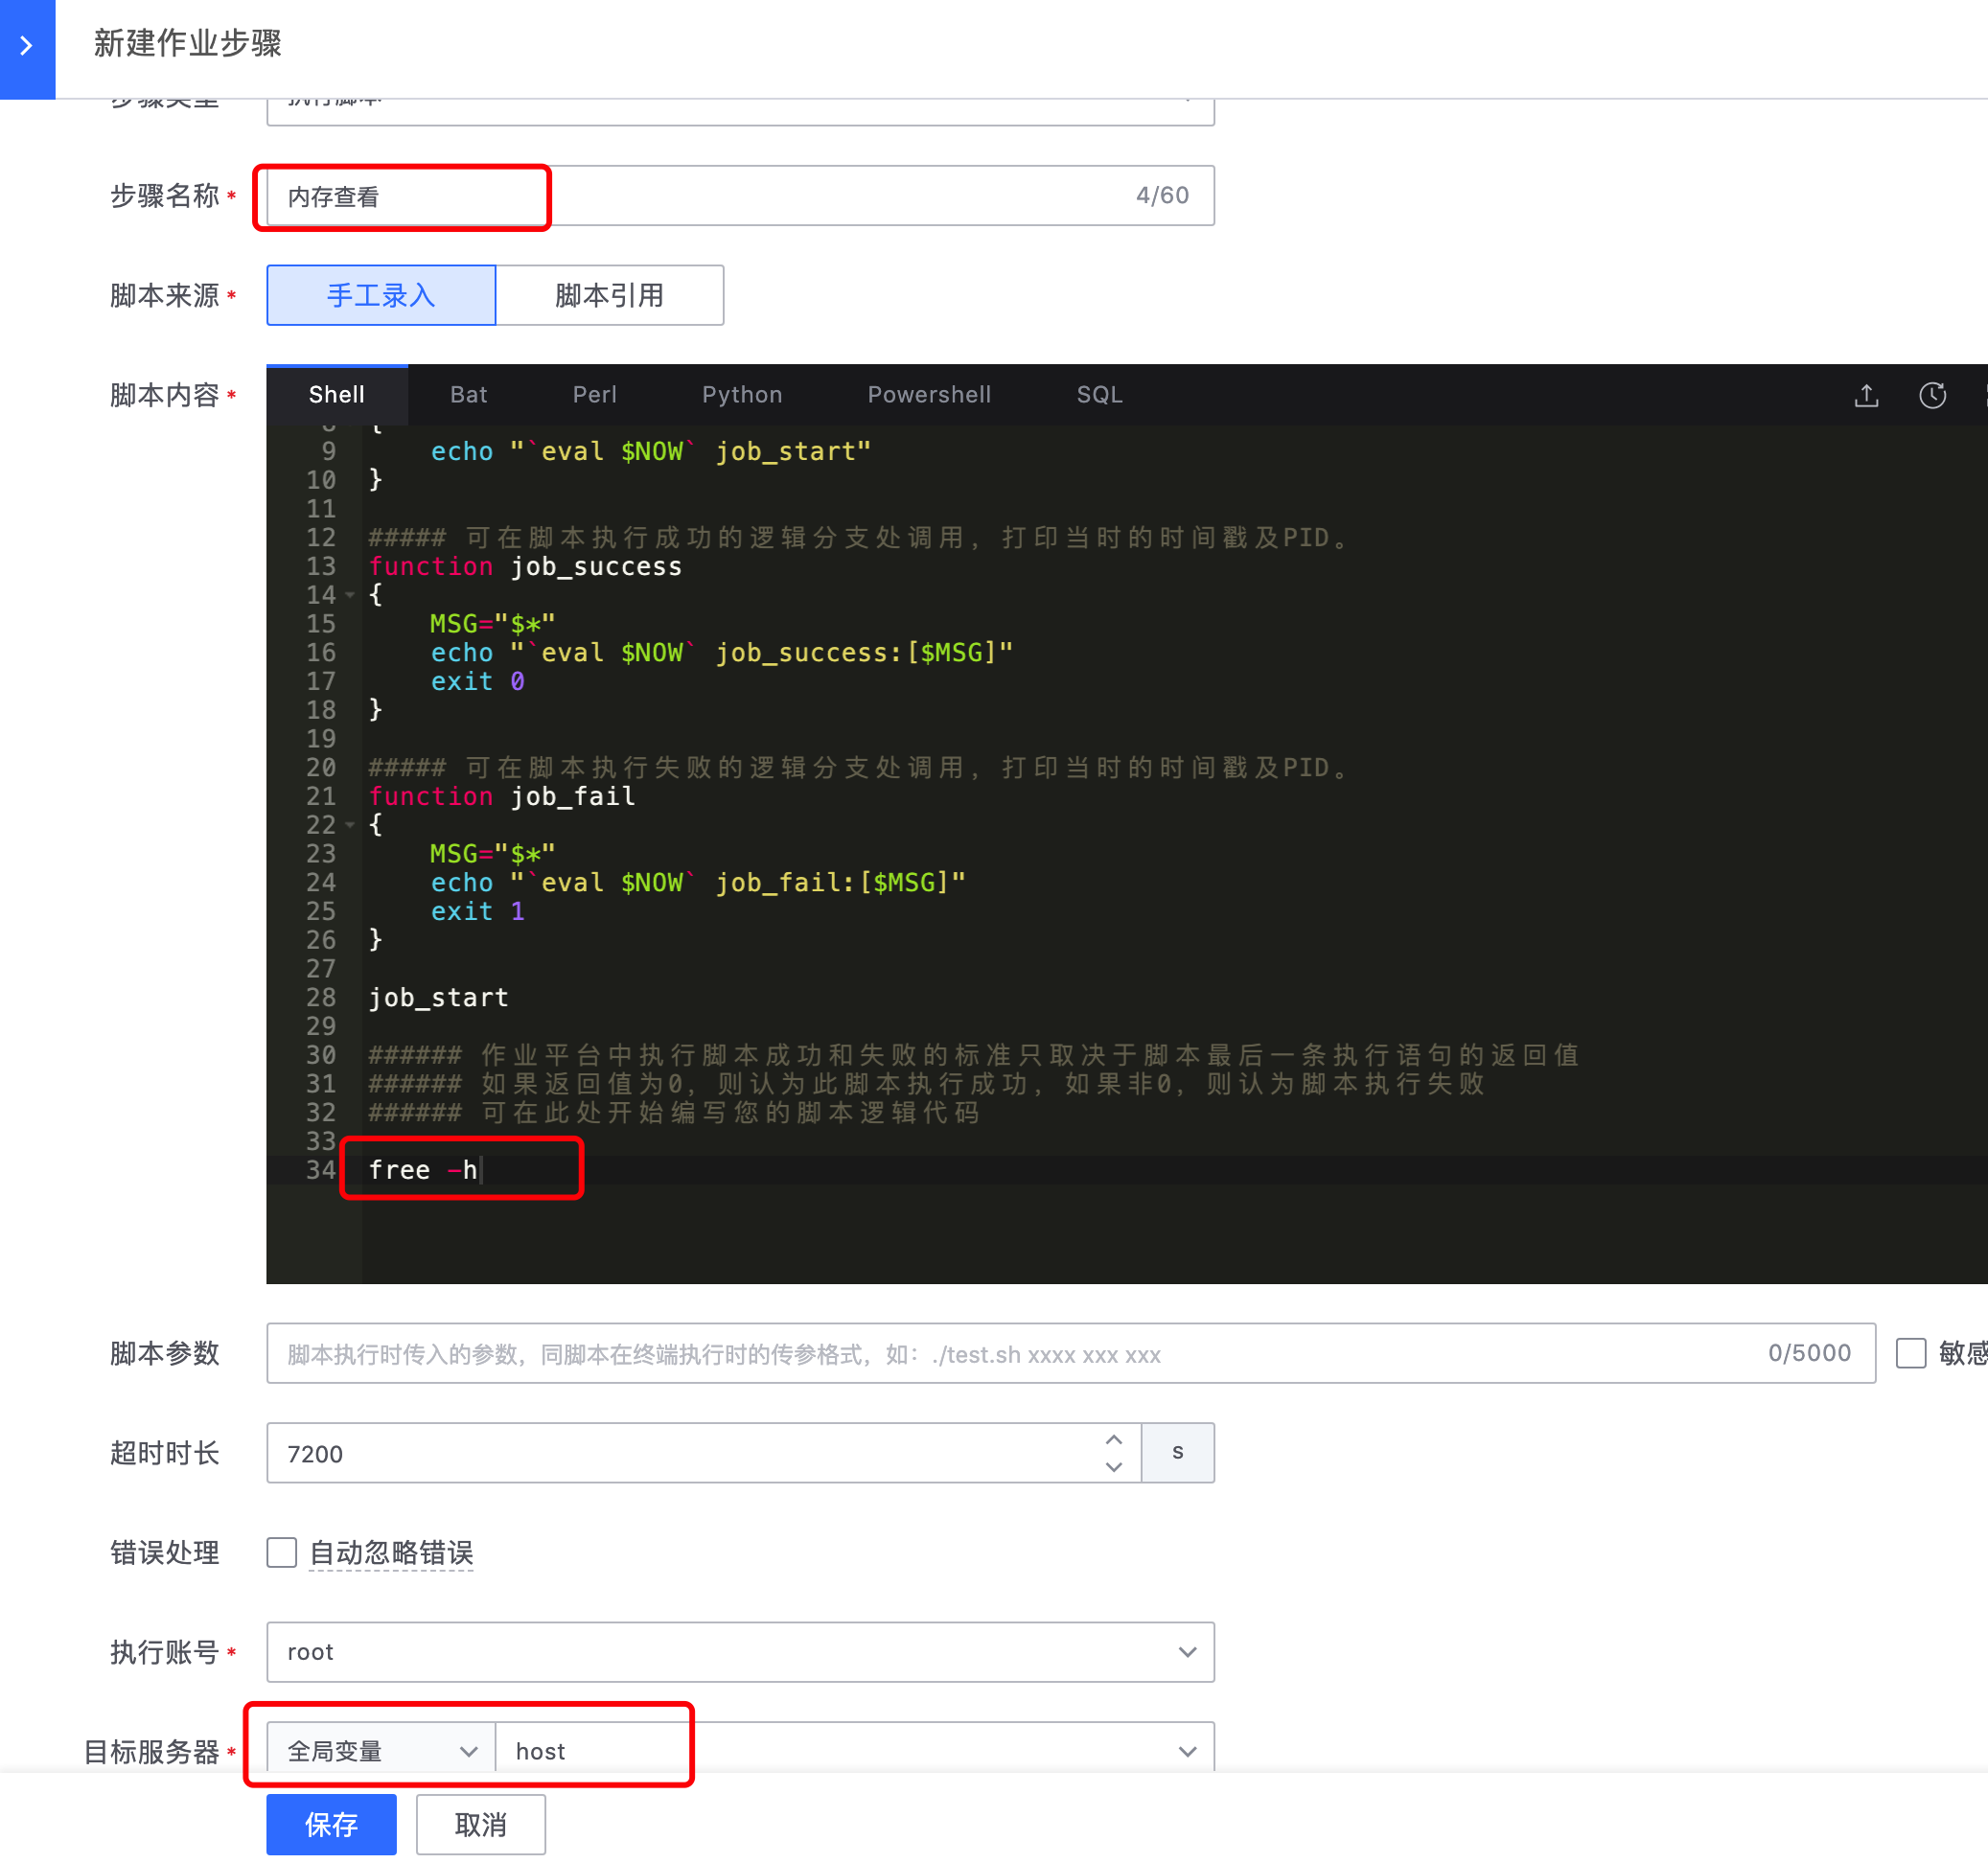 新建作业步骤
步骤类型
执行脚本
步骤名称 *
内存查看
4/60
脚本来源 *
手工录入
脚本引用
脚本内容 *
Shell
Bat
Perl
Python
Powershell
SQL
8 {
9 echo "`eval $NOW` job_start"
10 }
11
12 ##### 可在脚本执行成功的逻辑分支处调用，打印当时的时间戳及PID。
13 function job_success
14 {
15 MSG="$*"
16 echo "`eval $NOW` job_success:[$MSG]"
17 exit 0
18 }
19
20 ##### 可在脚本执行失败的逻辑分支处调用，打印当时的时间戳及PID。
21 function job_fail
22 {
23 MSG="$*"
24 echo "`eval $NOW` job_fail:[$MSG]"
25 exit 1
26 }
27
28 job_start
29
30 ###### 作业平台中执行脚本成功和失败的标准只取决于脚本最后一条执行语句的返回值
31 ###### 如果返回值为0，则认为此脚本执行成功，如果非0，则认为脚本执行失败
32 ###### 可在此处开始编写您的脚本逻辑代码
33
34 free -h
脚本参数
脚本执行时传入的参数，同脚本在终端执行时的传参格式，如：./test.sh xxxx xxx xxx
0/5000
敏感
超时时长
7200
s
错误处理
自动忽略错误
执行账号 *
root
目标服务器 *
全局变量
host
保存
取消